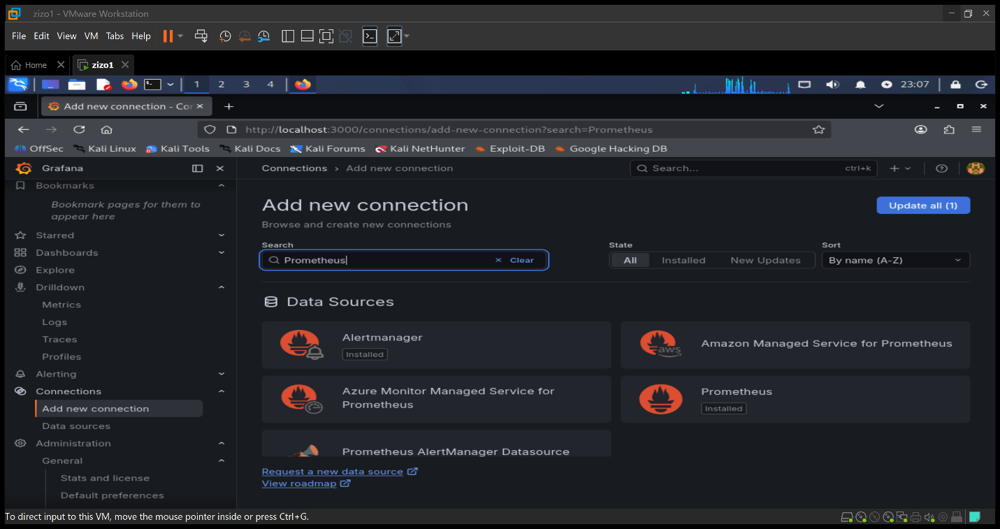 zizo1 - VMware Workstation
File Edit View VM Tabs Help
Home
zizo1
1 2 3 4
23:07
Add new connection - Cor
http://localhost:3000/connections/add-new-connection?search=Prometheus
OffSec Kali Linux Kali Tools Kali Docs Kali Forums Kali NetHunter Exploit-DB Google Hacking DB
Grafana
Connections › Add new connection
Search... ctrl+k
Bookmarks
Bookmark pages for them to
appear here
Starred
Dashboards
Explore
Drilldown
Metrics
Logs
Traces
Profiles
Alerting
Connections
Add new connection
Data sources
Administration
General
Stats and license
Default preferences
Add new connection
Update all (1)
Browse and create new connections
Search
Prometheus
Clear
State
All Installed New Updates
Sort
By name (A-Z)
Data Sources
Alertmanager
Installed
aws
Amazon Managed Service for Prometheus
Azure Monitor Managed Service for
Prometheus
Prometheus
Installed
Prometheus AlertManager Datasource
Request a new data source
View roadmap
To direct input to this VM, move the mouse pointer inside or press Ctrl+G.